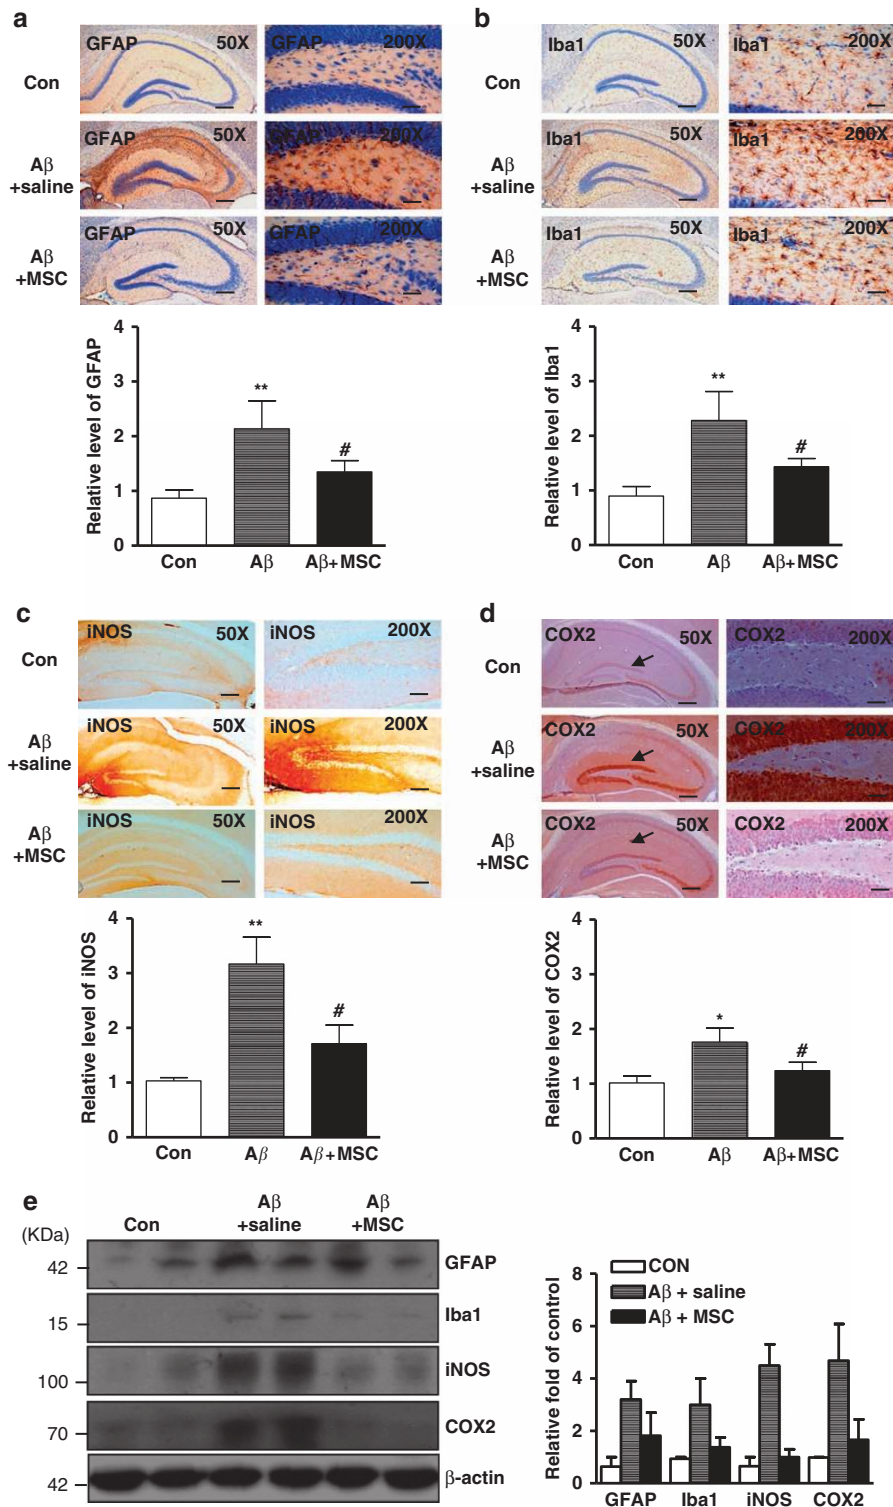 a
GFAP 50X
GFAP 200X
Con
GFAP 50X
GFAP 200X
Aβ
+saline
GFAP 50X
GFAP 200X
Aβ
+MSC
Relative level of GFAP
4
3
2
1
0
**
#
Con Aβ Aβ+MSC
b
Iba1 50X
Iba1 200X
Con
Iba1 50X
Iba1 200X
Aβ
+saline
Iba1 50X
Iba1 200X
Aβ
+MSC
Relative level of Iba1
4
3
2
1
0
**
#
Con Aβ Aβ+MSC
c
iNOS 50X
iNOS 200X
Con
iNOS 50X
iNOS 200X
Aβ
+saline
iNOS 50X
iNOS 200X
Aβ
+MSC
Relative level of iNOS
4
3
2
1
0
**
#
Con Aβ Aβ+MSC
d
COX2 50X
COX2 200X
Con
COX2 50X
COX2 200X
Aβ
+saline
COX2 50X
COX2 200X
Aβ
+MSC
Relative level of COX2
4
3
2
1
0
*
#
Con Aβ Aβ+MSC
e
(KDa)
Con
Aβ
+saline
Aβ
+MSC
42 GFAP
15 Iba1
100 iNOS
70 COX2
42 β-actin
Relative fold of control
8
6
4
2
0
CON
Aβ + saline
Aβ + MSC
GFAP Iba1 iNOS COX2